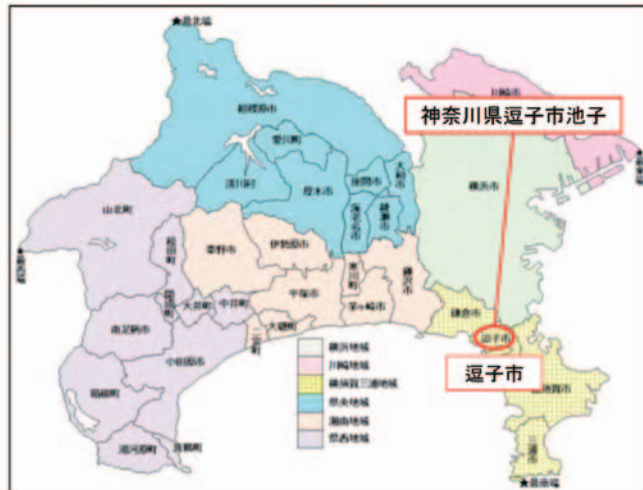 ★最北端
川崎市
神奈川県逗子市池子
相模原市
愛川町
清川村
厚木市
座間市
大和市
海老名市
綾瀬市
横浜市
山北町
★最西端
松田町
秦野市
伊勢原市
寒川町
藤沢市
開成町
大井町
中井町
平塚市
茅ヶ崎市
鎌倉市
南足柄市
大磯町
二宮町
小田原市
逗子市
逗子市
横須賀市
箱根町
湯河原町
真鶴町
三浦市
★最南端
横浜地域
川崎地域
横須賀三浦地域
県央地域
湘南地域
県西地域